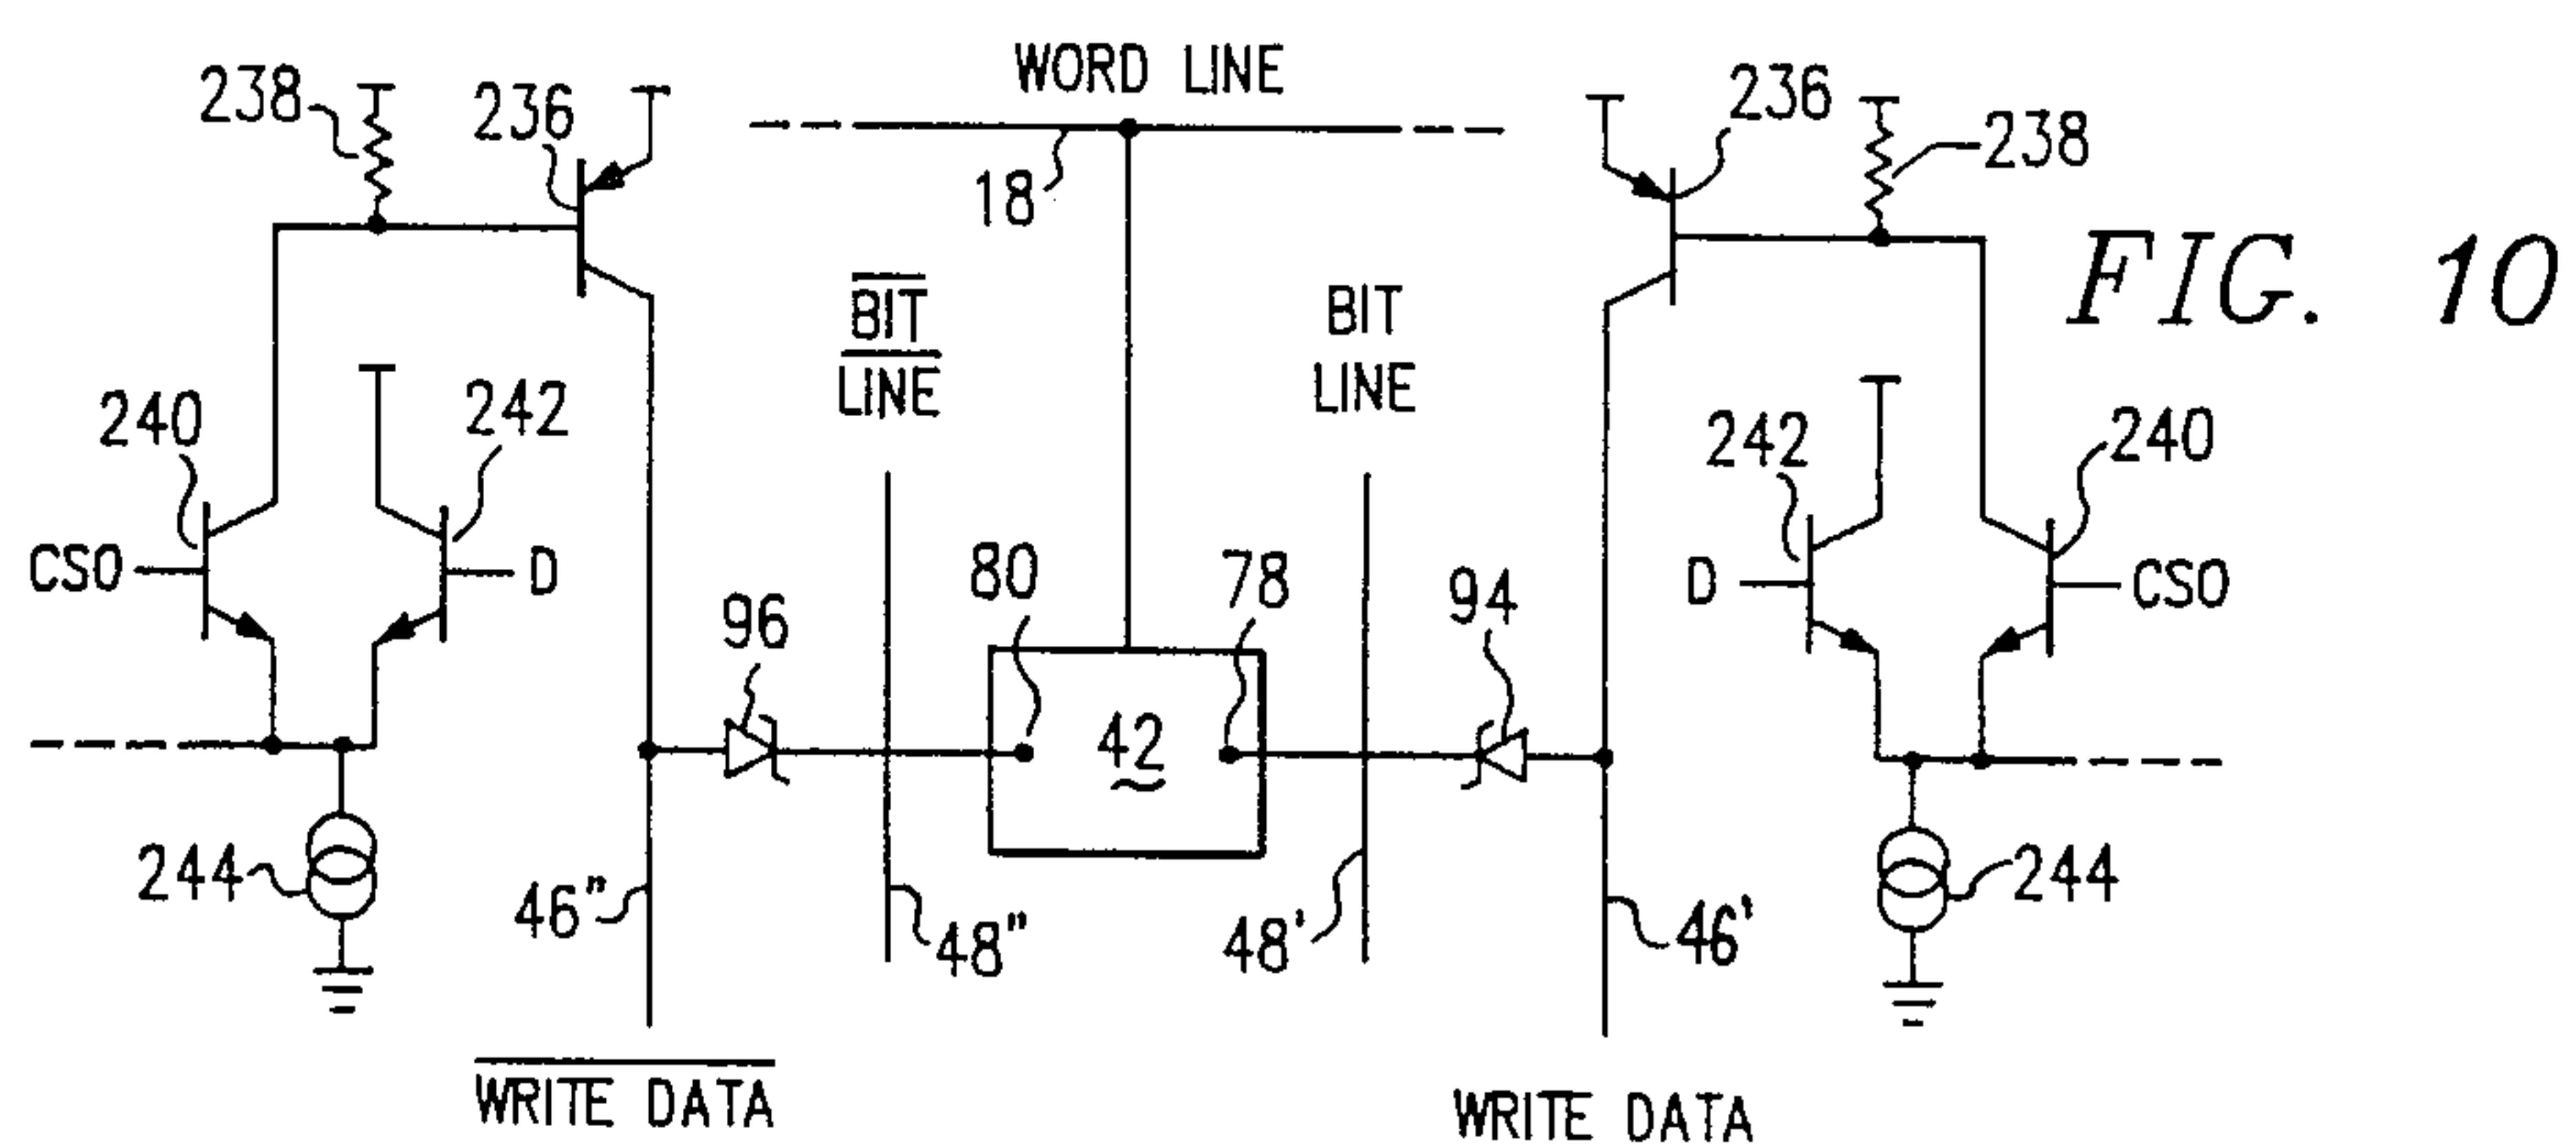 WORD LINE
238
236
236
238
18
FIG. 10
BIT
LINE
BIT
LINE
240
242
242
240
CSO
D
D
CSO
96
80
78
94
42
244
46"
48"
48'
46'
244
WRITE DATA
WRITE DATA